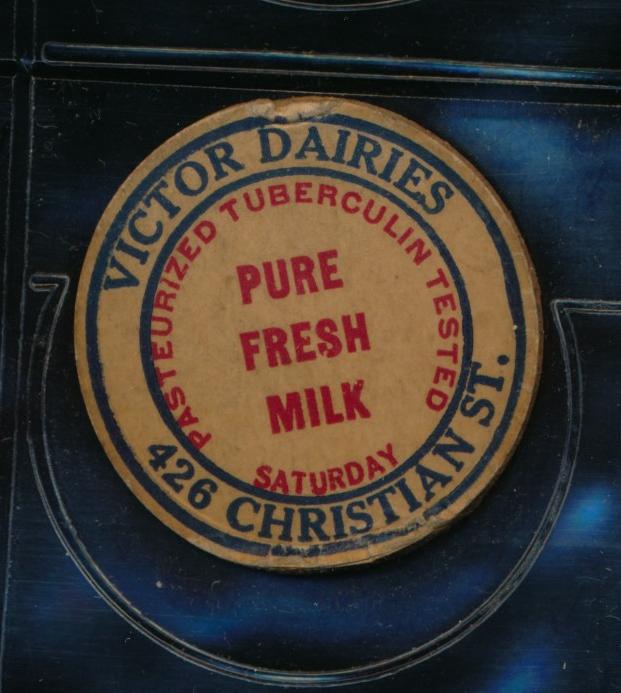 VICTOR DAIRIES
PASTEURIZED TUBERCULIN TESTED
PURE
FRESH
MILK
SATURDAY
426 CHRISTIAN ST.